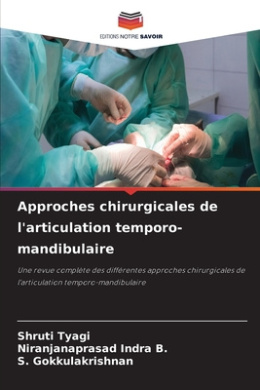 EDITIONS NOTRE SAVOIR
Approches chirurgicales de
l'articulation temporo-
mandibulaire
Une revue complète des différentes approches chirurgicales de
l'articulation temporo-mandibulaire
Shruti Tyagi
Niranjanaprasad Indra B.
S. Gokkulakrishnan